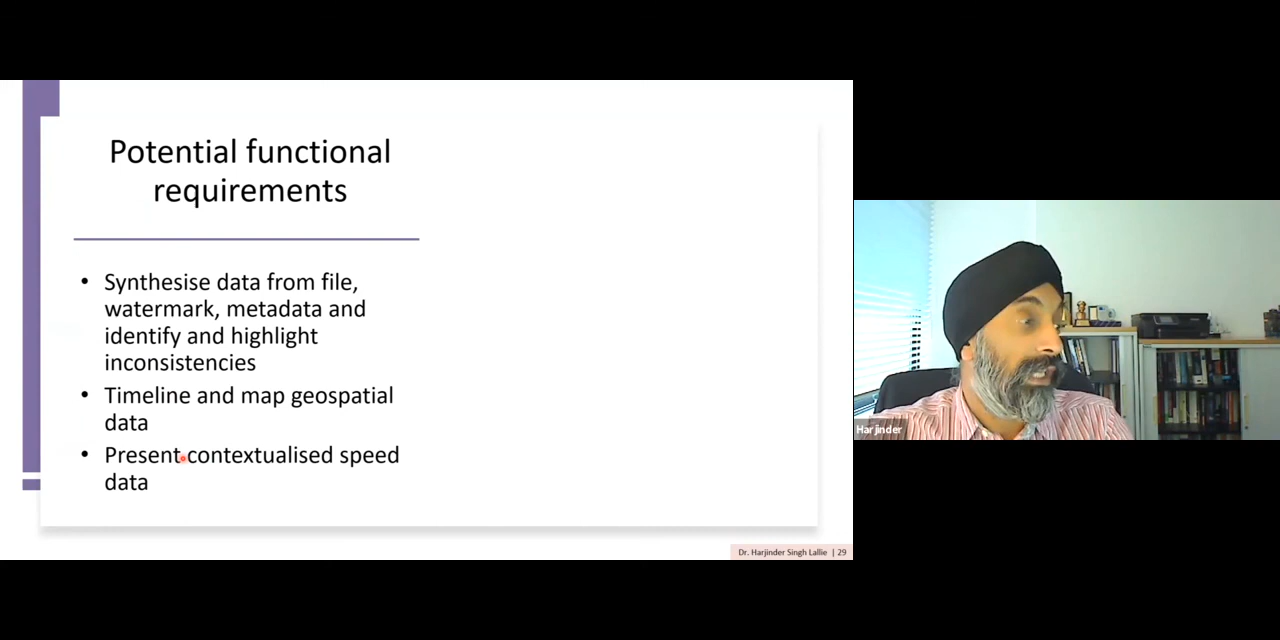 Potential functional
requirements
• Synthesise data from file,
watermark, metadata and
identify and highlight
inconsistencies
• Timeline and map geospatial
data
• Present contextualised speed
data
Dr. Harjinder Singh Lallie | 29
Harjinder